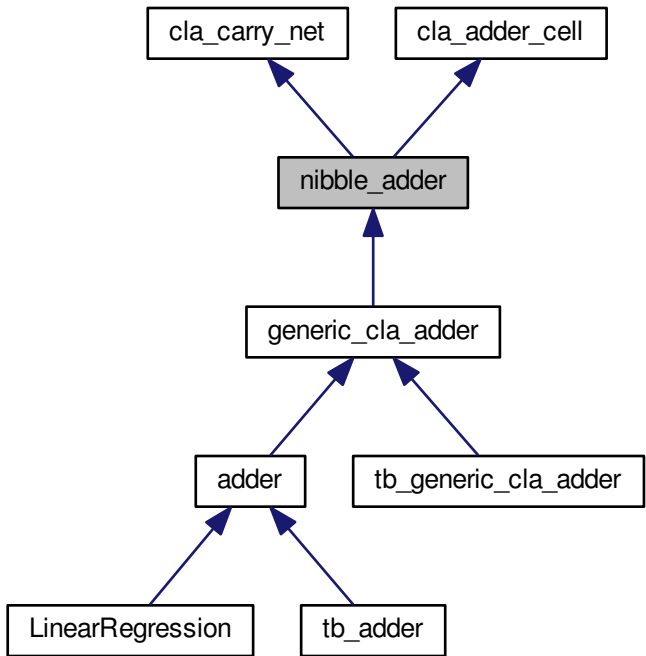 cla_carry_net
cla_adder_cell
nibble_adder
generic_cla_adder
adder
tb_generic_cla_adder
LinearRegression
tb_adder